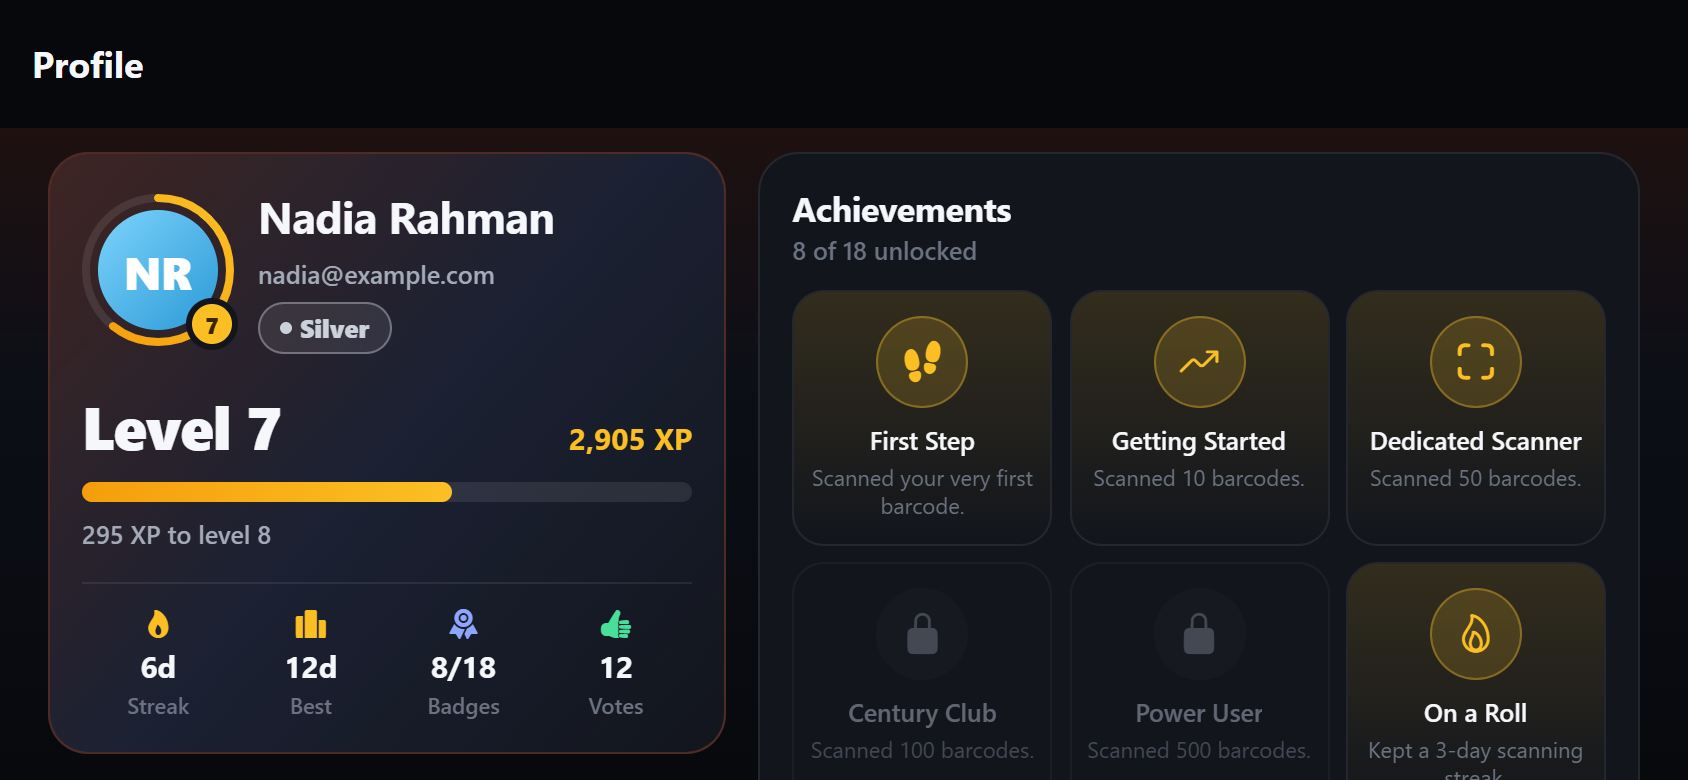 Profile
NR
7
Nadia Rahman
nadia@example.com
Silver
Level 7
2,905 XP
295 XP to level 8
6d
Streak
12d
Best
8/18
Badges
12
Votes
Achievements
8 of 18 unlocked
First Step
Scanned your very first
barcode.
Getting Started
Scanned 10 barcodes.
Dedicated Scanner
Scanned 50 barcodes.
Century Club
Scanned 100 barcodes.
Power User
Scanned 500 barcodes.
On a Roll
Kept a 3-day scanning
streak